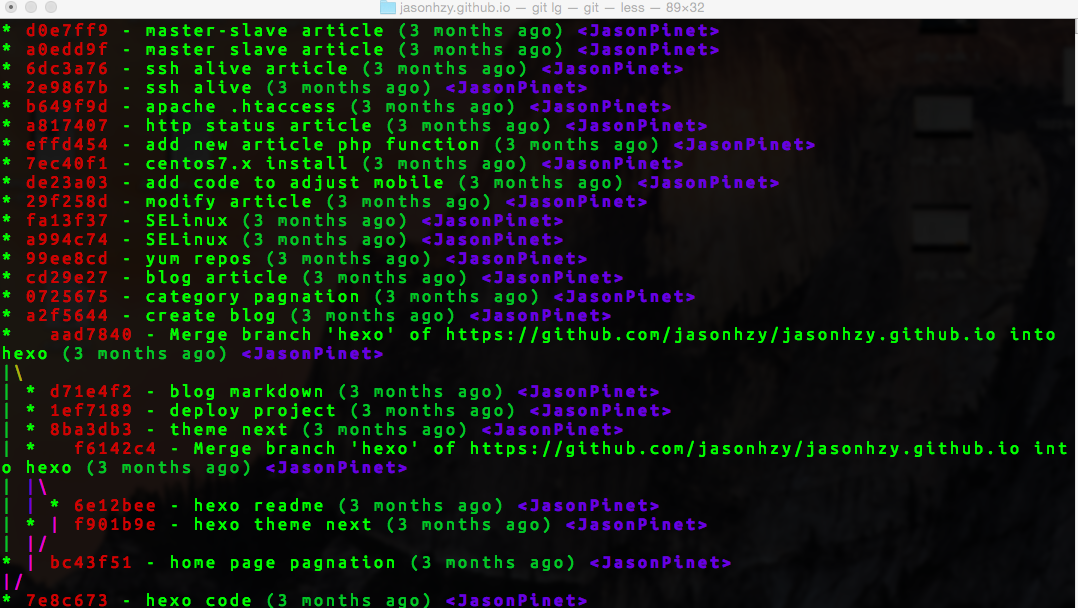 jasonhzy.github.io — git lg — git — less — 89×32
* d0e7ff9 - master-slave article (3 months ago) <JasonPinet>
* a0edd9f - master slave article (3 months ago) <JasonPinet>
* 6dc3a76 - ssh alive article (3 months ago) <JasonPinet>
* 2e9867b - ssh alive (3 months ago) <JasonPinet>
* b649f9d - apache .htaccess (3 months ago) <JasonPinet>
* a817407 - http status article (3 months ago) <JasonPinet>
* effd454 - add new article php function (3 months ago) <JasonPinet>
* 7ec40f1 - centos7.x install (3 months ago) <JasonPinet>
* de23a03 - add code to adjust mobile (3 months ago) <JasonPinet>
* 29f258d - modify article (3 months ago) <JasonPinet>
* fa13f37 - SELinux (3 months ago) <JasonPinet>
* a994c74 - SELinux (3 months ago) <JasonPinet>
* 99ee8cd - yum repos (3 months ago) <JasonPinet>
* cd29e27 - blog article (3 months ago) <JasonPinet>
* 0725675 - category pagnation (3 months ago) <JasonPinet>
* a2f5644 - create blog (3 months ago) <JasonPinet>
*   aad7840 - Merge branch 'hexo' of https://github.com/jasonhzy/jasonhzy.github.io into
hexo (3 months ago) <JasonPinet>
|\
| * d71e4f2 - blog markdown (3 months ago) <JasonPinet>
| * 1ef7189 - deploy project (3 months ago) <JasonPinet>
| * 8ba3db3 - theme next (3 months ago) <JasonPinet>
| *   f6142c4 - Merge branch 'hexo' of https://github.com/jasonhzy/jasonhzy.github.io int
o hexo (3 months ago) <JasonPinet>
| |\
| | * 6e12bee - hexo readme (3 months ago) <JasonPinet>
| * | f901b9e - hexo theme next (3 months ago) <JasonPinet>
| |/
* | bc43f51 - home page pagnation (3 months ago) <JasonPinet>
|/
* 7e8c673 - hexo code (3 months ago) <JasonPinet>